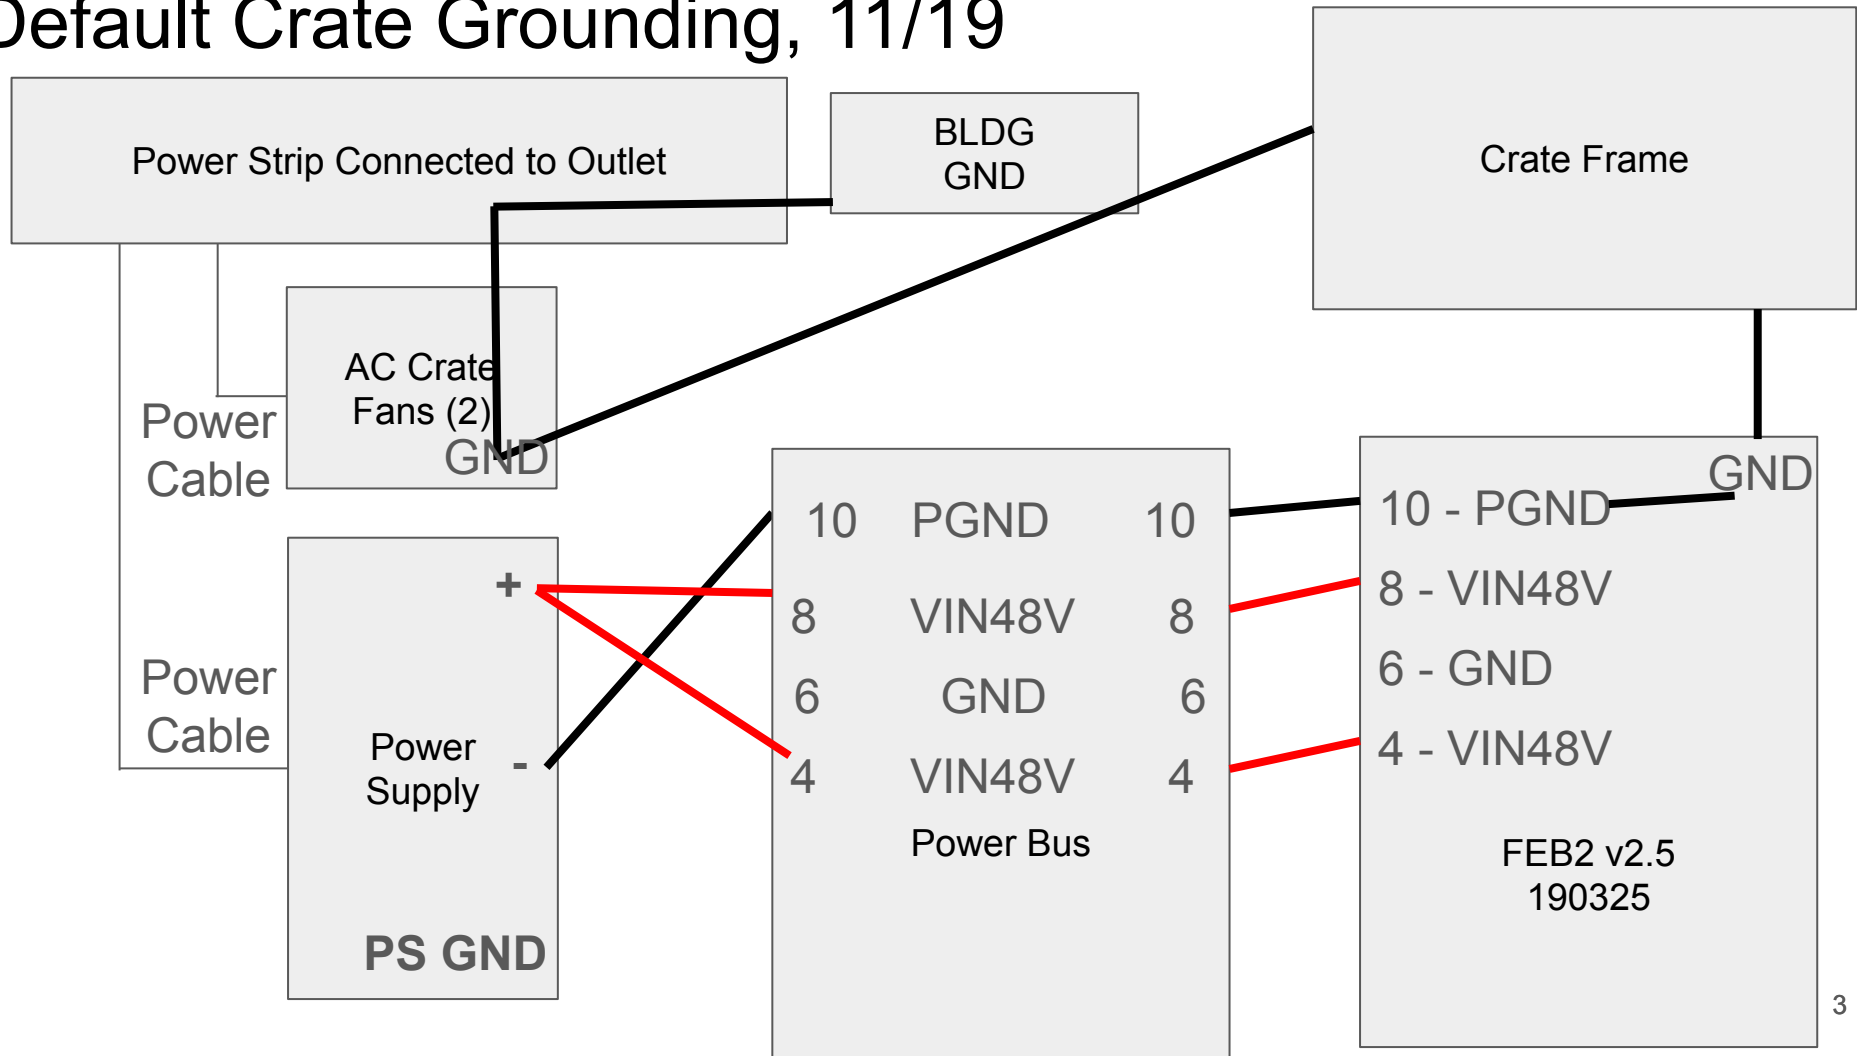 Default Crate Grounding, 11/19
Power Strip Connected to Outlet
BLDG
GND
Crate Frame
AC Crate
Fans (2)
GND
Power
Cable
Power
Cable
+
-
Power
Supply
PS GND
10 PGND 10
8 VIN48V 8
6 GND 6
4 VIN48V 4
Power Bus
GND
10 - PGND
8 - VIN48V
6 - GND
4 - VIN48V
FEB2 v2.5
190325
3